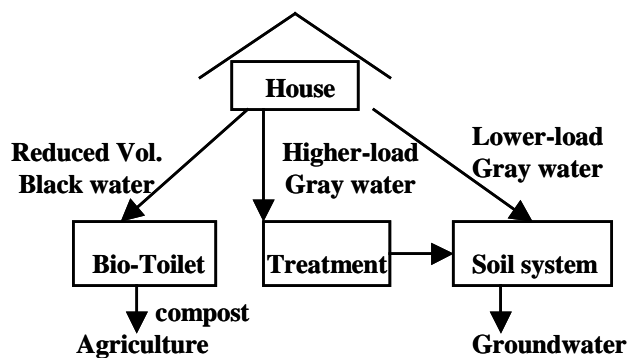 House
Reduced Vol.
Black water
Higher-load
Gray water
Lower-load
Gray water
Bio-Toilet
Treatment
Soil system
compost
Agriculture
Groundwater